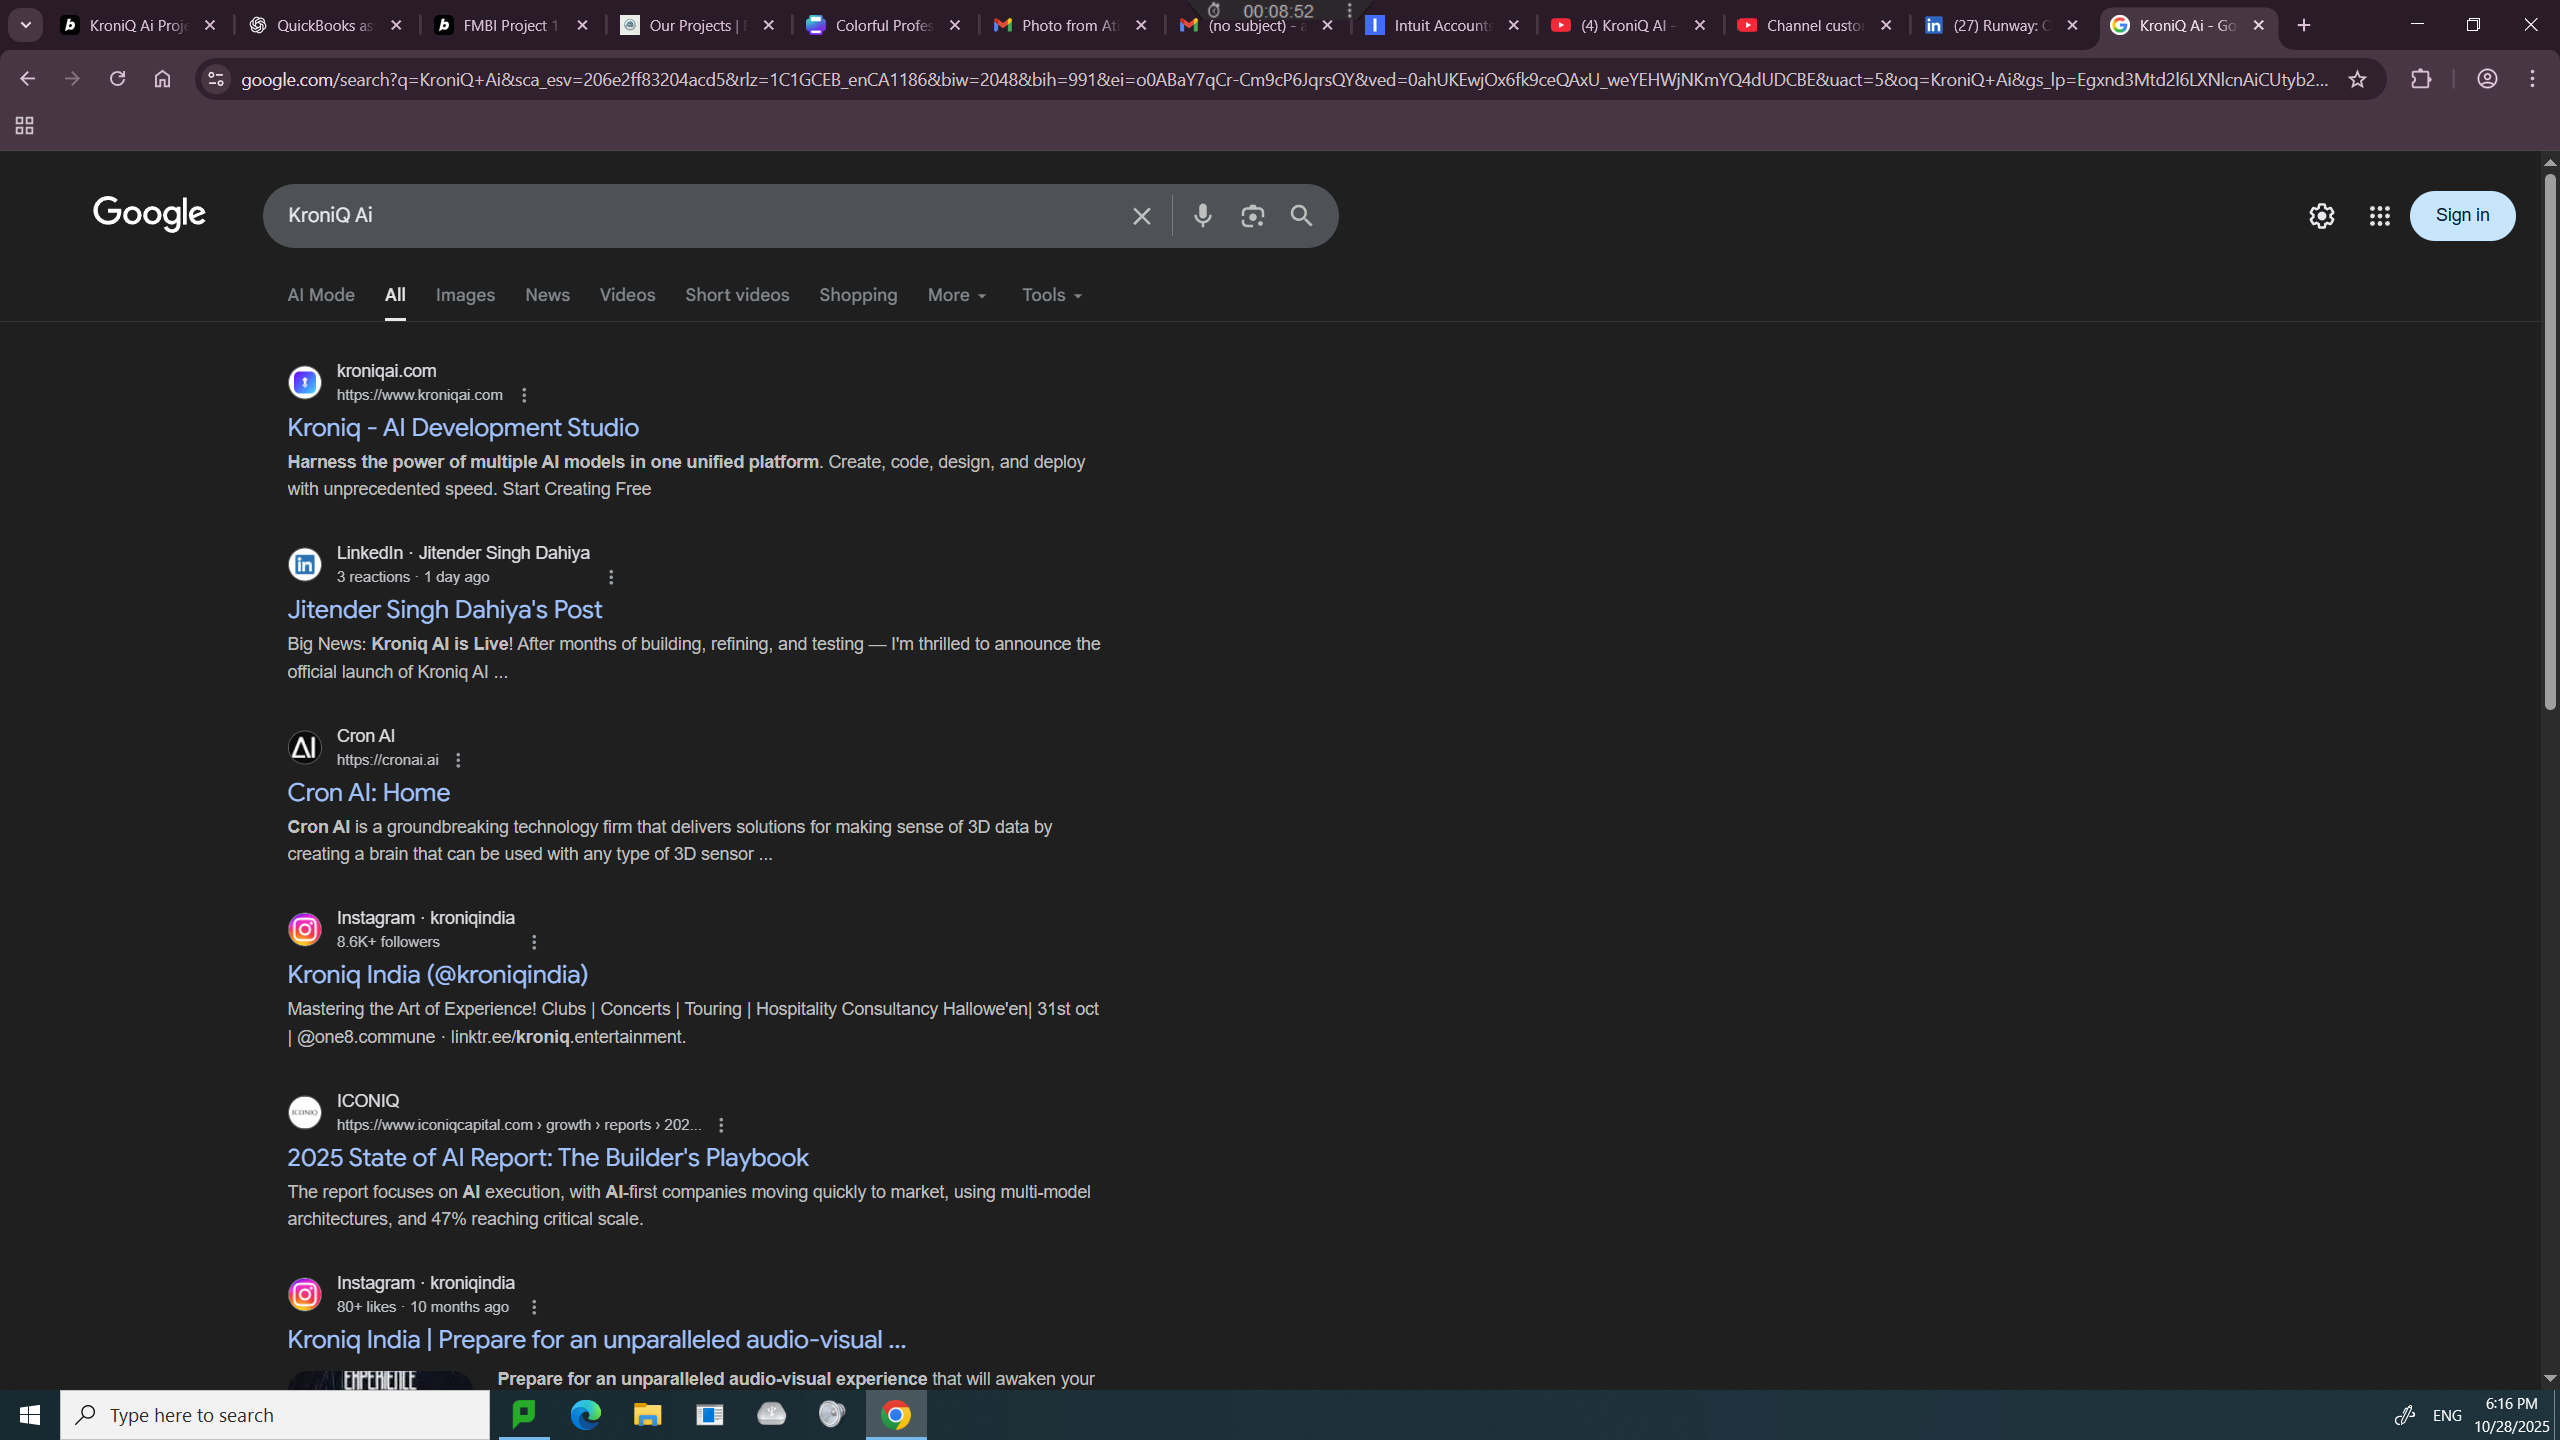 KroniQ Ai Proje
QuickBooks as
FMBI Project 1
Our Projects | F
Colorful Profes
Photo from Ati
(no subject) - a
00:08:52
Intuit Accounts
(4) KroniQ AI -
Channel custo
(27) Runway: C
KroniQ Ai - Go
google.com/search?q=KroniQ+Ai&sca_esv=206e2ff83204acd5&rlz=1C1GCEB_enCA1186&biw=2048&bih=991&ei=o0ABaY7qCr-Cm9cP6JqrsQY&ved=0ahUKEwjOx6fk9ceQAxU_weYEHWjNKmYQ4dUDCBE&uact=5&oq=KroniQ+Ai&gs_lp=Egxnd3Mtd2l6LXNlcnAiCUtyb2...
Google
KroniQ Ai
Sign in
AI Mode
All
Images
News
Videos
Short videos
Shopping
More
Tools
kroniqai.com
https://www.kroniqai.com
Kroniq - AI Development Studio
Harness the power of multiple AI models in one unified platform. Create, code, design, and deploy
with unprecedented speed. Start Creating Free
LinkedIn · Jitender Singh Dahiya
3 reactions · 1 day ago
Jitender Singh Dahiya's Post
Big News: Kroniq AI is Live! After months of building, refining, and testing — I'm thrilled to announce the
official launch of Kroniq AI ...
Cron AI
https://cronai.ai
Cron AI: Home
Cron AI is a groundbreaking technology firm that delivers solutions for making sense of 3D data by
creating a brain that can be used with any type of 3D sensor ...
Instagram · kroniqindia
8.6K+ followers
Kroniq India (@kroniqindia)
Mastering the Art of Experience! Clubs | Concerts | Touring | Hospitality Consultancy Hallowe'en| 31st oct
| @one8.commune · linktr.ee/kroniq.entertainment.
ICONIQ
ICONIQ
https://www.iconiqcapital.com › growth › reports › 202...
2025 State of AI Report: The Builder's Playbook
The report focuses on AI execution, with AI-first companies moving quickly to market, using multi-model
architectures, and 47% reaching critical scale.
Instagram · kroniqindia
80+ likes · 10 months ago
Kroniq India | Prepare for an unparalleled audio-visual ...
EXPERIENCE
Prepare for an unparalleled audio-visual experience that will awaken your
Type here to search
ENG
6:16 PM
10/28/2025